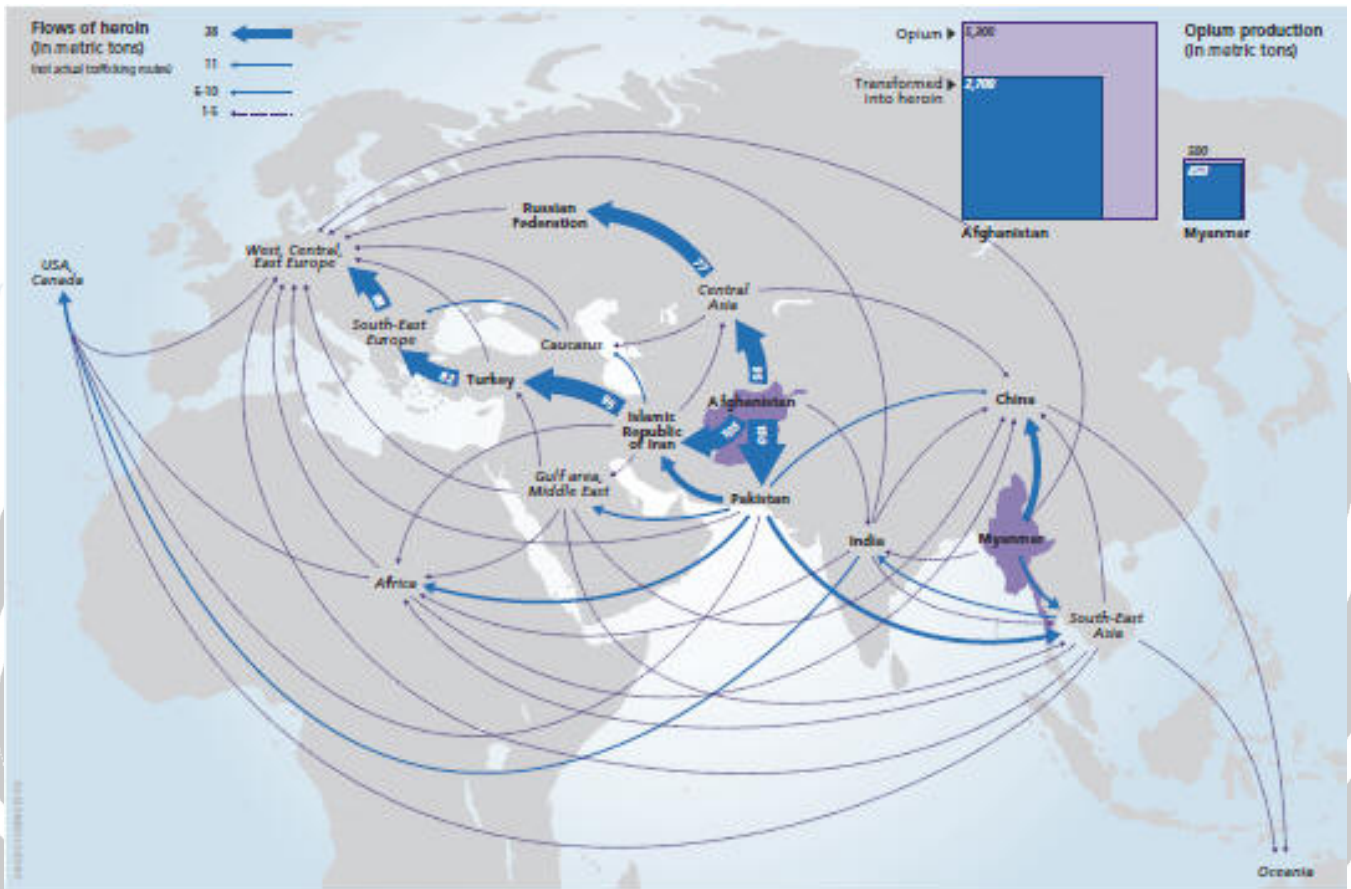 Flows of heroin
(in metric tons)
(not actual trafficking routes)
11
6-10
1-5
Opium
Transformed
into heroin
2,700
Afghanistan
Opium production
(in metric tons)
Myanmar
Russian
Federation
West, Central,
East Europe
USA,
Canada
77
Central
Asia
South-East
Europe
Caucasus
82
Turkey
95
Afghanistan
China
Islamic
Republic
of Iran
Gulf area,
Middle East
Pakistan
India
Myanmar
Africa
South-East
Asia
Oceania